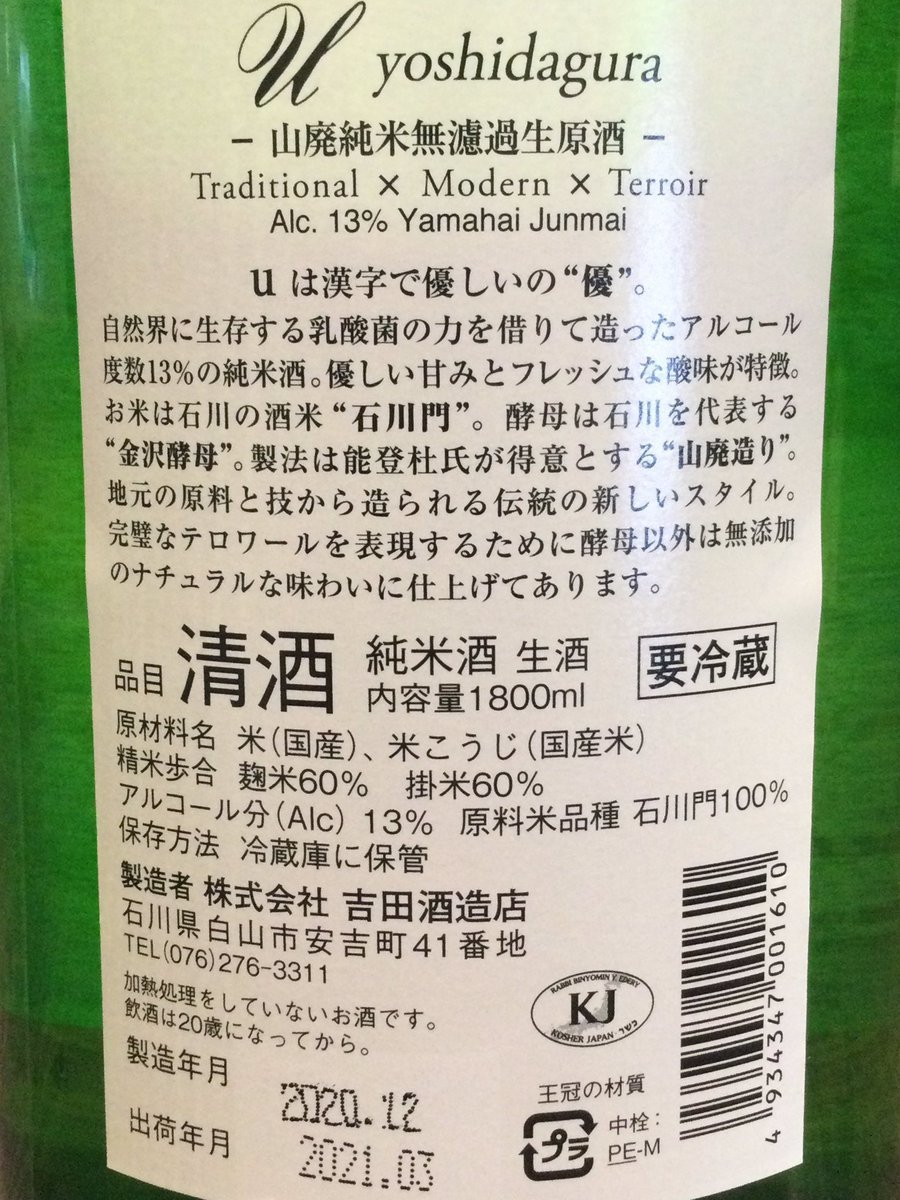 u yoshidagura
- 山廃純米無濾過生原酒 -
Traditional × Modern × Terroir
Alc. 13% Yamahai Junmai
u は漢字で優しいの“優”。
自然界に生存する乳酸菌の力を借りて造ったアルコール
度数13%の純米酒。優しい甘みとフレッシュな酸味が特徴。
お米は石川の酒米“石川門”。酵母は石川を代表する
“金沢酵母”。製法は能登杜氏が得意とする“山廃造り”。
地元の原料と技から造られる伝統の新しいスタイル。
完璧なテロワールを表現するために酵母以外は無添加
のナチュラルな味わいに仕上げてあります。
品目 清酒 純米酒 生酒
内容量1800ml
要冷蔵
原材料名 米(国産)、米こうじ(国産米)
精米歩合 麹米60% 掛米60%
アルコール分(Alc) 13% 原料米品種 石川門100%
保存方法 冷蔵庫に保管
製造者 株式会社 吉田酒造店
石川県白山市安吉町41番地
TEL(076)276-3311
加熱処理をしていないお酒です。
飲酒は20歳になってから。
製造年月 2020.12
出荷年月 2021.03
RABBI BINYOMIN Y. EDERY
KJ
KOSHER JAPAN כשר
王冠の材質
プラ
中栓:
PE-M
4 934347 001610